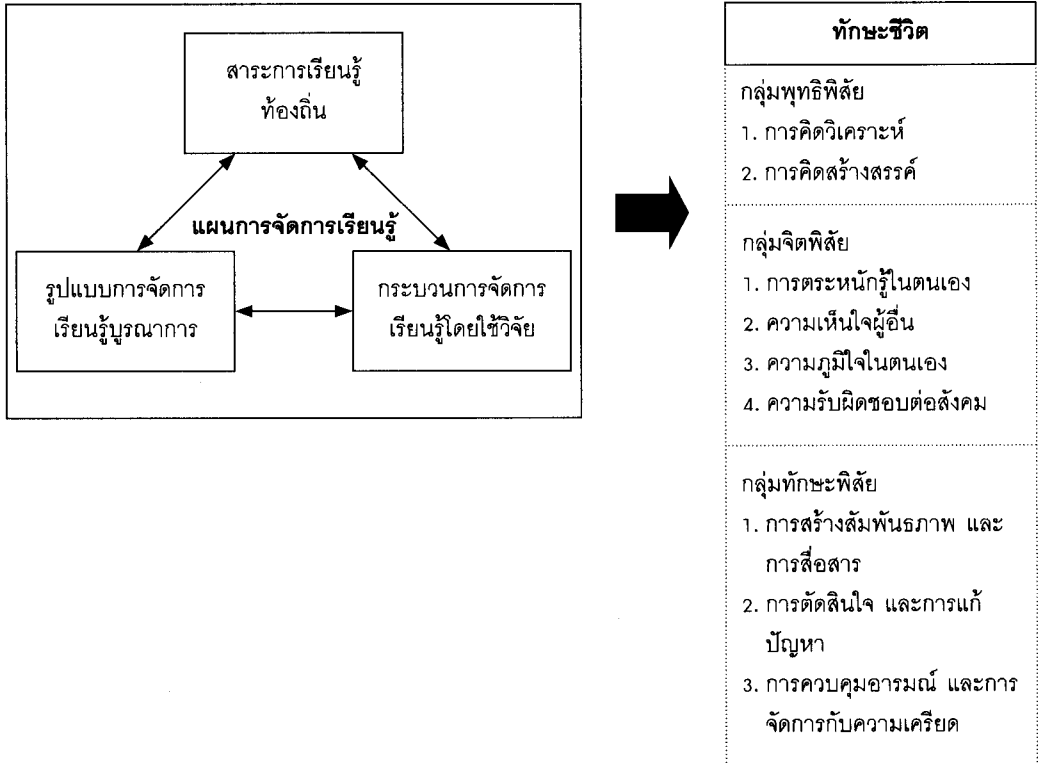 สาระการเรียนรู้
ท้องถิ่น
แผนการจัดการเรียนรู้
รูปแบบการจัดการ
เรียนรู้บูรณาการ
กระบวนการจัดการ
เรียนรู้โดยใช้วิจัย
ทักษะชีวิต
กลุ่มพุทธิพิสัย
1. การคิดวิเคราะห์
2. การคิดสร้างสรรค์
กลุ่มจิตพิสัย
1. การตระหนักรู้ในตนเอง
2. ความเห็นใจผู้อื่น
3. ความภูมิใจในตนเอง
4. ความรับผิดชอบต่อสังคม
กลุ่มทักษะพิสัย
1. การสร้างสัมพันธภาพ และ
การสื่อสาร
2. การตัดสินใจ และการแก้
ปัญหา
3. การควบคุมอารมณ์ และการ
จัดการกับความเครียด